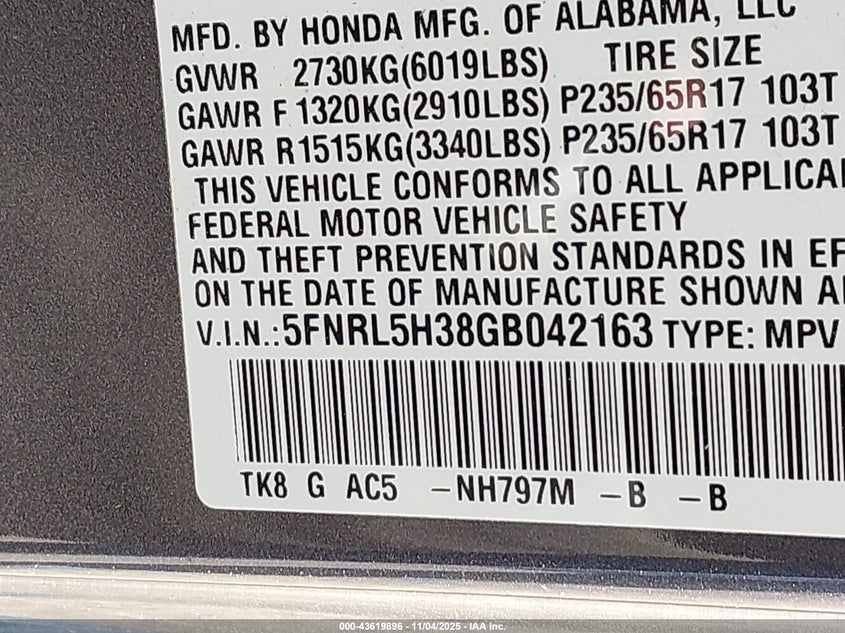 MFD. BY HONDA MFG. OF ALABAMA, LLC
GVWR 2730KG(6019LBS) TIRE SIZE
GAWR F 1320KG(2910LBS) P235/65R17 103T
GAWR R1515KG(3340LBS) P235/65R17 103T
THIS VEHICLE CONFORMS TO ALL APPLICA
FEDERAL MOTOR VEHICLE SAFETY
AND THEFT PREVENTION STANDARDS IN EF
ON THE DATE OF MANUFACTURE SHOWN A
V.I.N.:5FNRL5H38GB042163 TYPE: MPV
TK8 G AC5 -NH797M -B -B
000-43619896 - 11/04/2025 - IAA Inc.